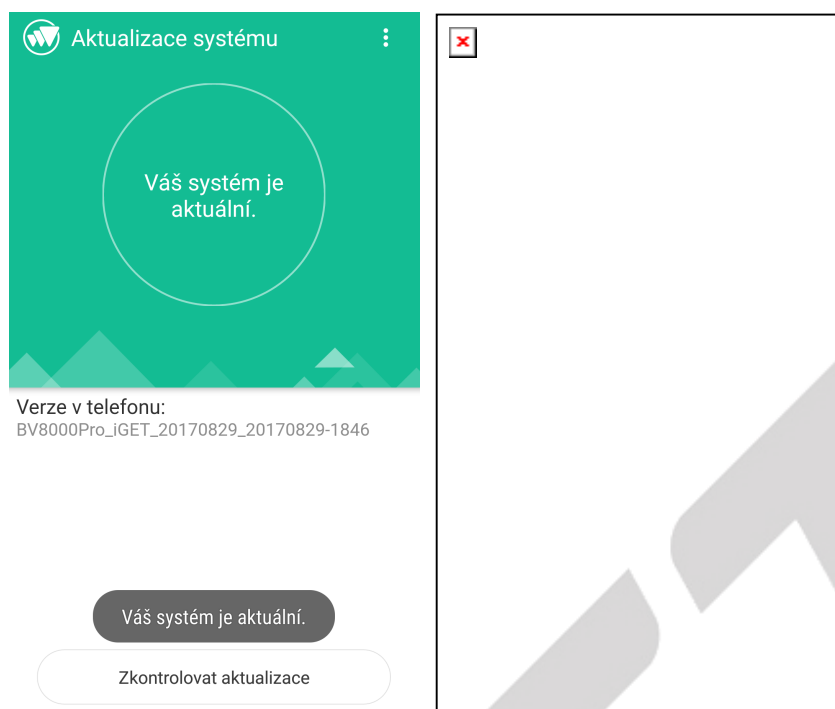 Aktualizace systému
Váš systém je
aktuální.
Verze v telefonu:
BV8000Pro_iGET_20170829_20170829-1846
Váš systém je aktuální.
Zkontrolovat aktualizace